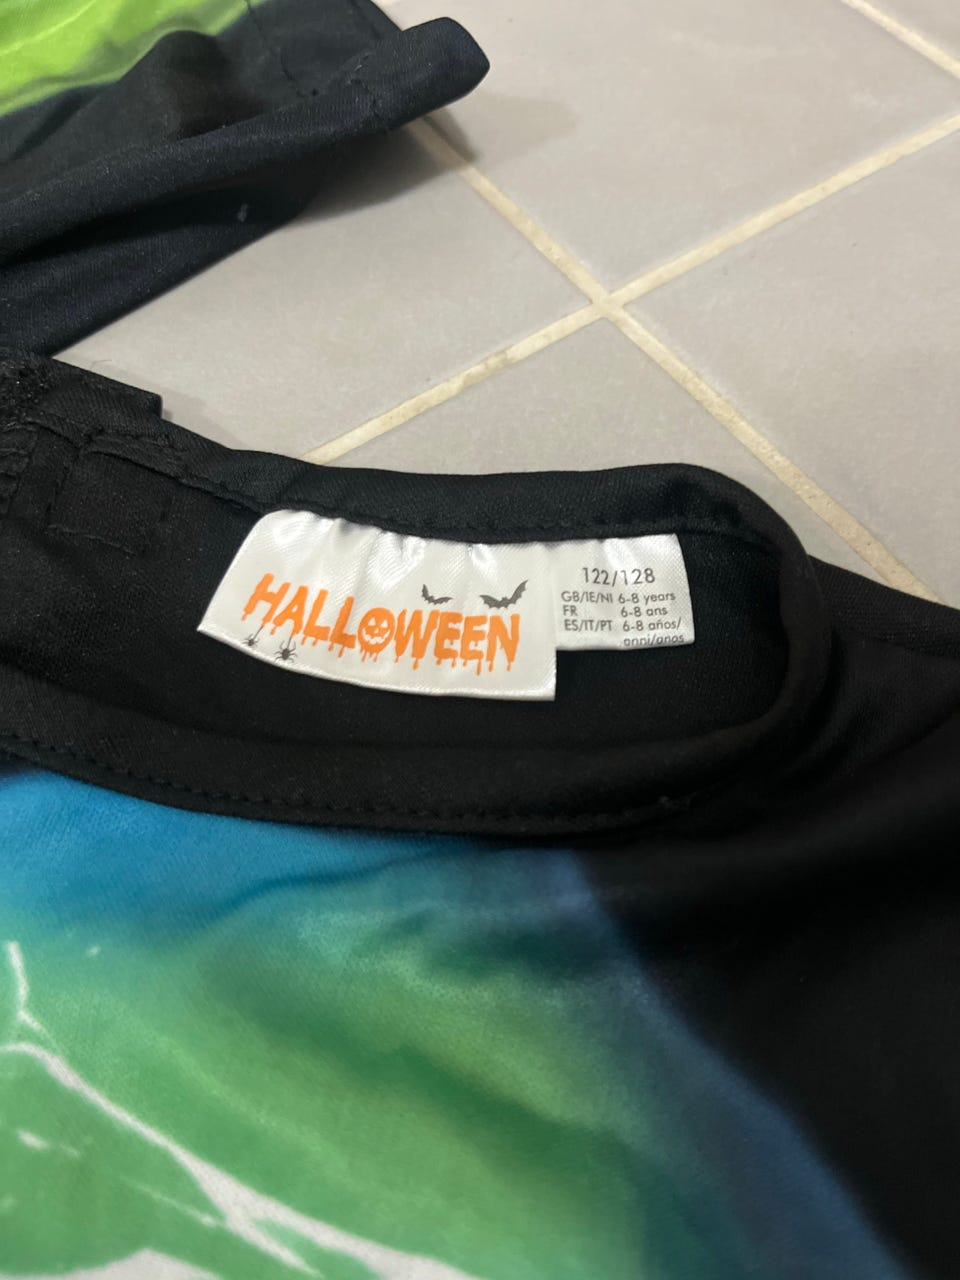 HALLOWEEN
122/128
GB/IE/NI 6-8 years
FR 6-8 ans
ES/IT/PT 6-8 años/
anni/anos